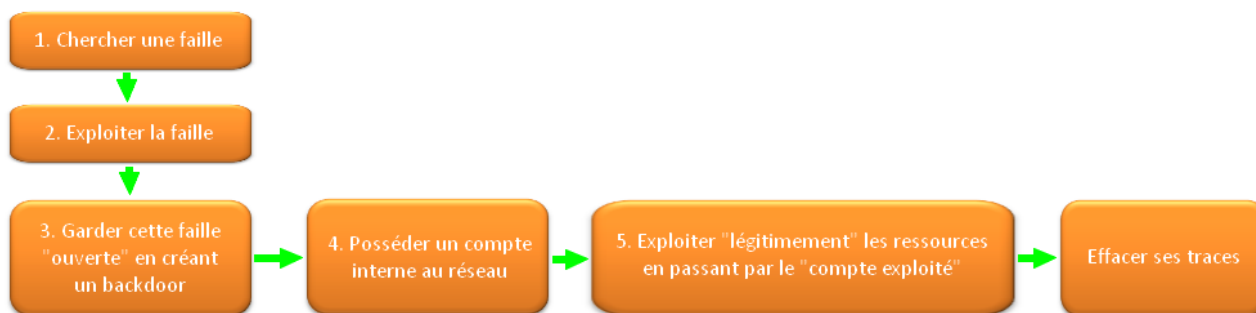 1. Chercher une faille
2. Exploiter la faille
3. Garder cette faille
"ouverte" en créant
un backdoor
4. Posséder un compte
interne au réseau
5. Exploiter "légitimement" les ressources
en passant par le "compte exploité"
Effacer ses traces